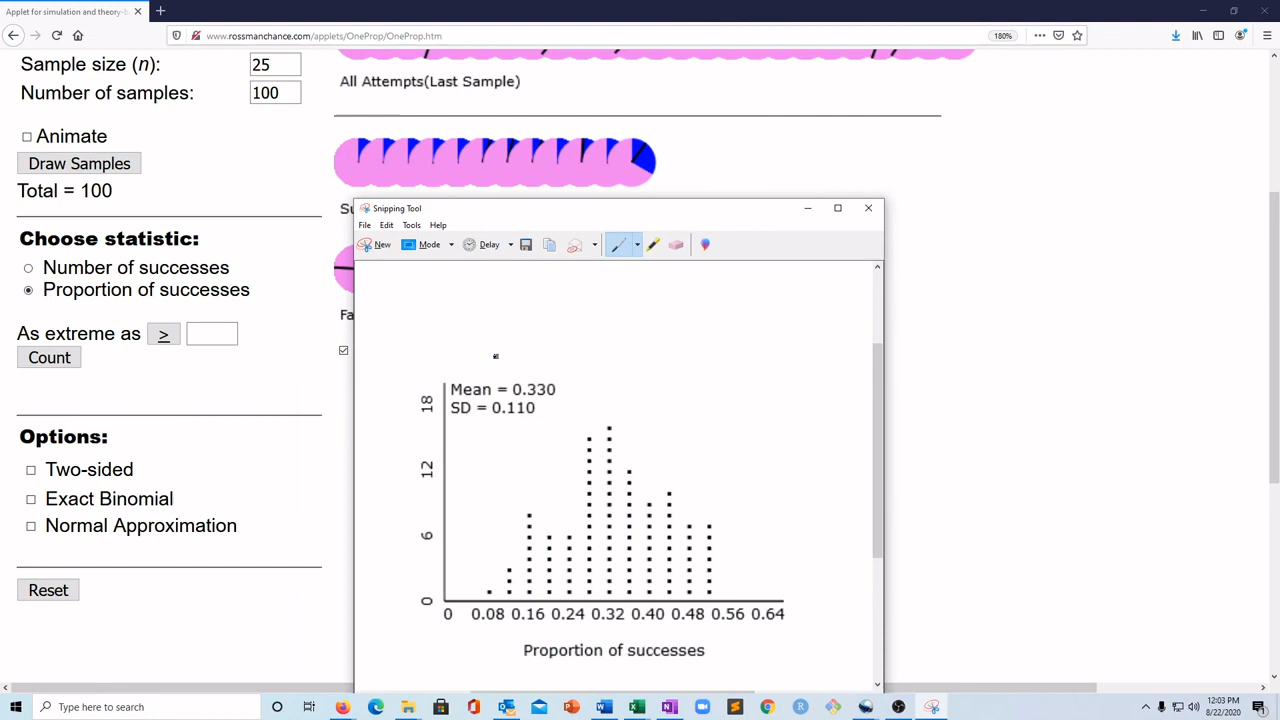 Applet for simulation and theory-b
www.rossmanchance.com/applets/OneProp/OneProp.htm
180%
Sample size (n):
25
Number of samples:
100
Animate
Draw Samples
Total = 100
Choose statistic:
Number of successes
Proportion of successes
As extreme as
≥
Count
Options:
Two-sided
Exact Binomial
Normal Approximation
Reset
All Attempts(Last Sample)
Su
Fa
Snipping Tool
File
Edit
Tools
Help
New
Mode
Delay
Mean = 0.330
SD = 0.110
18
12
6
0
0
0.08
0.16
0.24
0.32
0.40
0.48
0.56
0.64
Proportion of successes
Type here to search
12:03 PM
8/22/2020